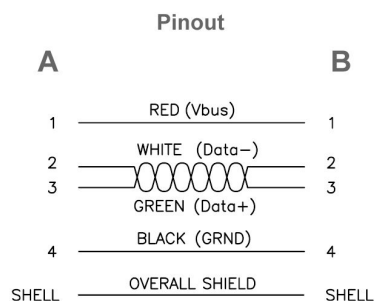 Pinout
A B
RED (Vbus)
1 1
WHITE (Data-)
2 2
3 3
GREEN (Data+)
BLACK (GRND)
4 4
OVERALL SHIELD
SHELL SHELL